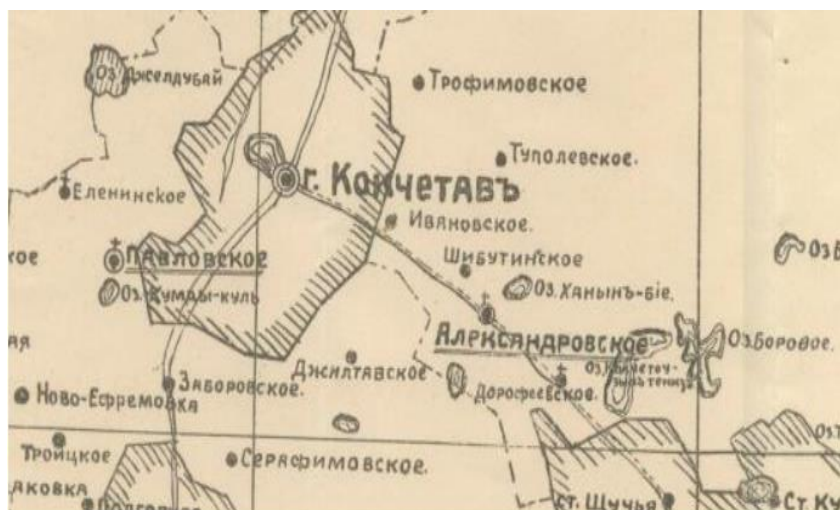 Оз. Джелдубай
Трофимовское
Туполевское.
г. Кокчетавъ
Еленинское
Ивановское.
Шибутинское
ское
Павловское
Оз. Кумды-куль
Оз. Ханынъ-біе.
Александровское
Оз. Боровое.
Заборовское.
Джилтавское
Дорофеевское.
Ново-Ефремовка
Троицкое
Серафимовское.
ст. Щучья
Ст. К